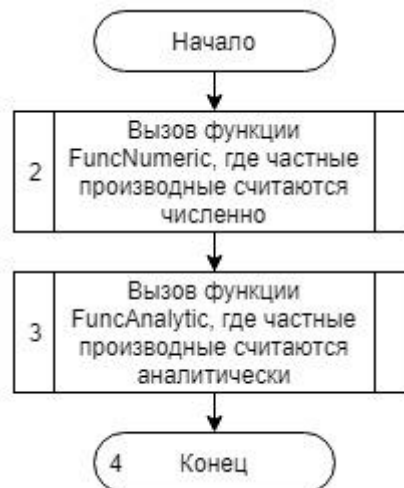 Начало
Вызов функции
FuncNumeric, где частные
2
производные считаются
численно
Вызов функции
FuncAnalytic, где частные
3
производные считаются
аналитически
4 Конец